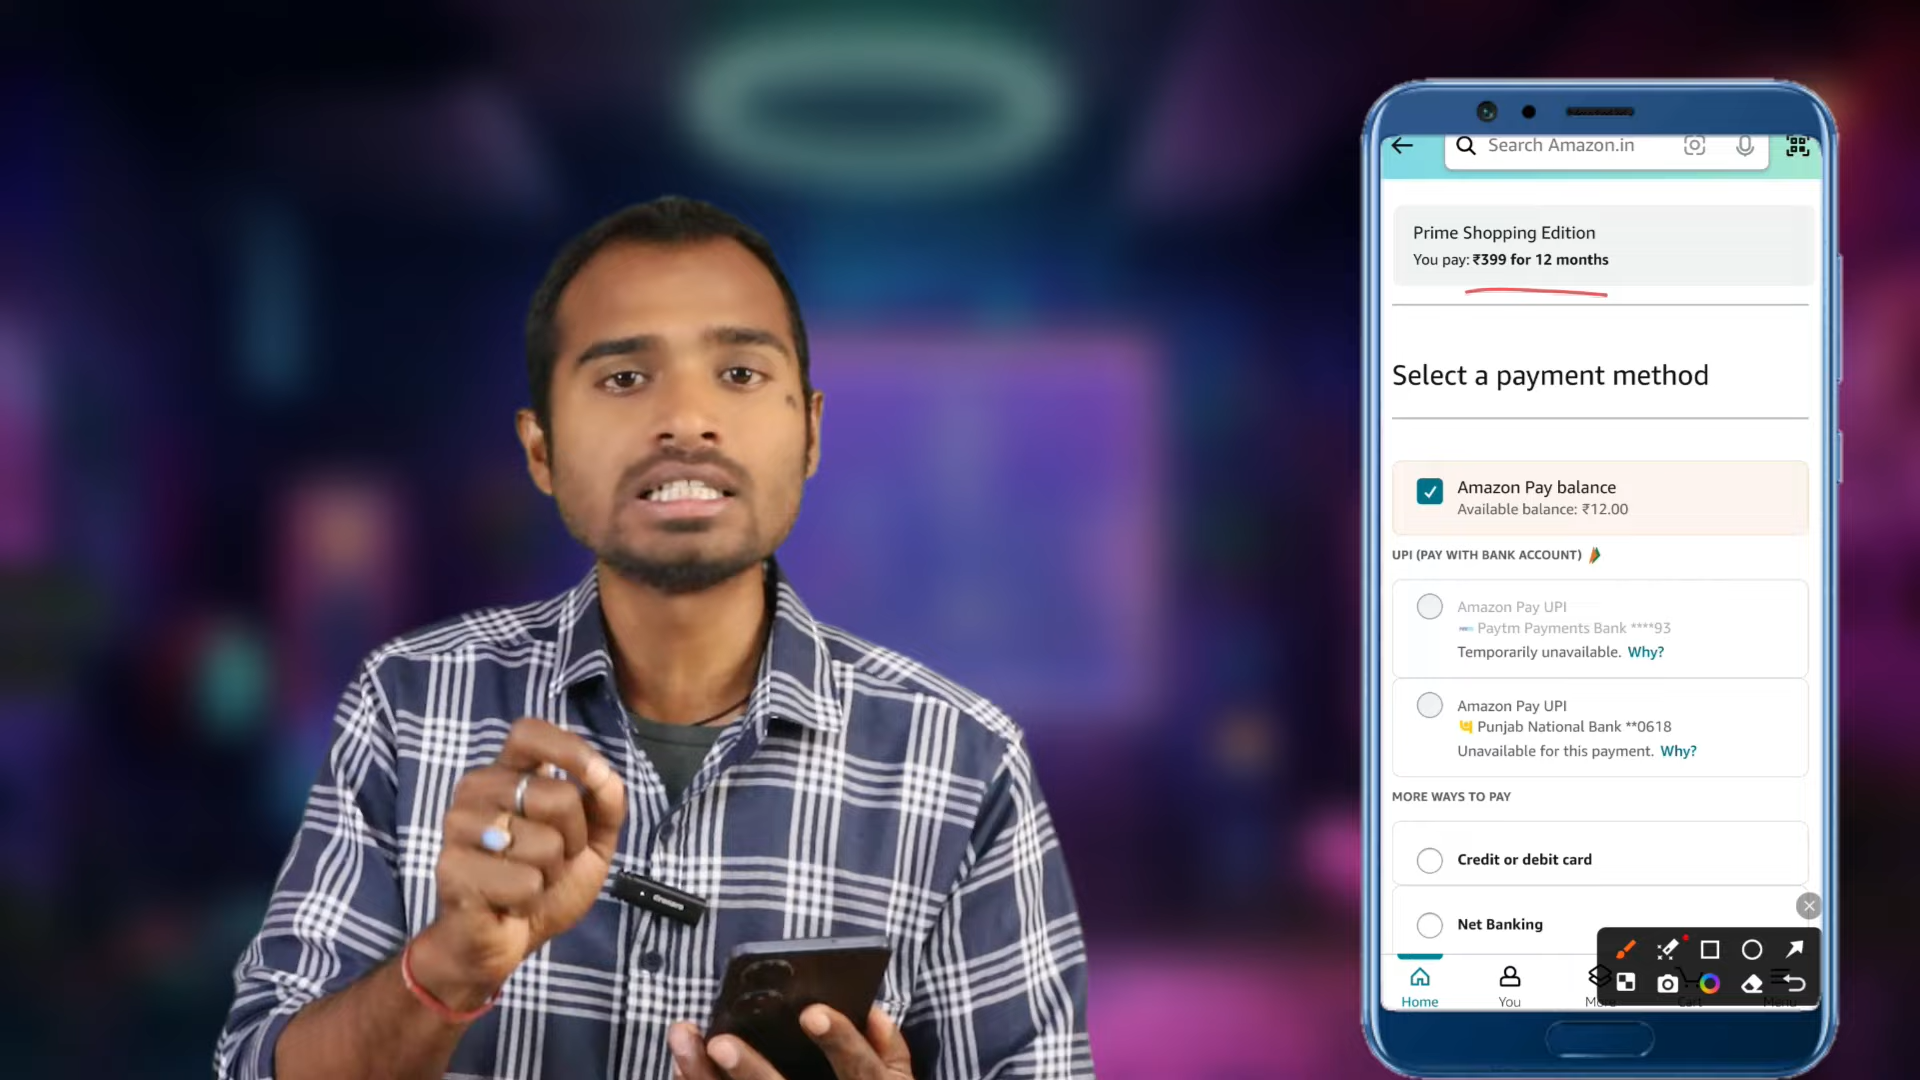 Search Amazon.in
Prime Shopping Edition
You pay: ₹399 for 12 months
Select a payment method
Amazon Pay balance
Available balance: ₹12.00
UPI (PAY WITH BANK ACCOUNT)
Amazon Pay UPI
Paytm Payments Bank ****93
Temporarily unavailable. Why?
Amazon Pay UPI
Punjab National Bank **0618
Unavailable for this payment. Why?
MORE WAYS TO PAY
Credit or debit card
Net Banking
Home
You
More
Cart
Menu